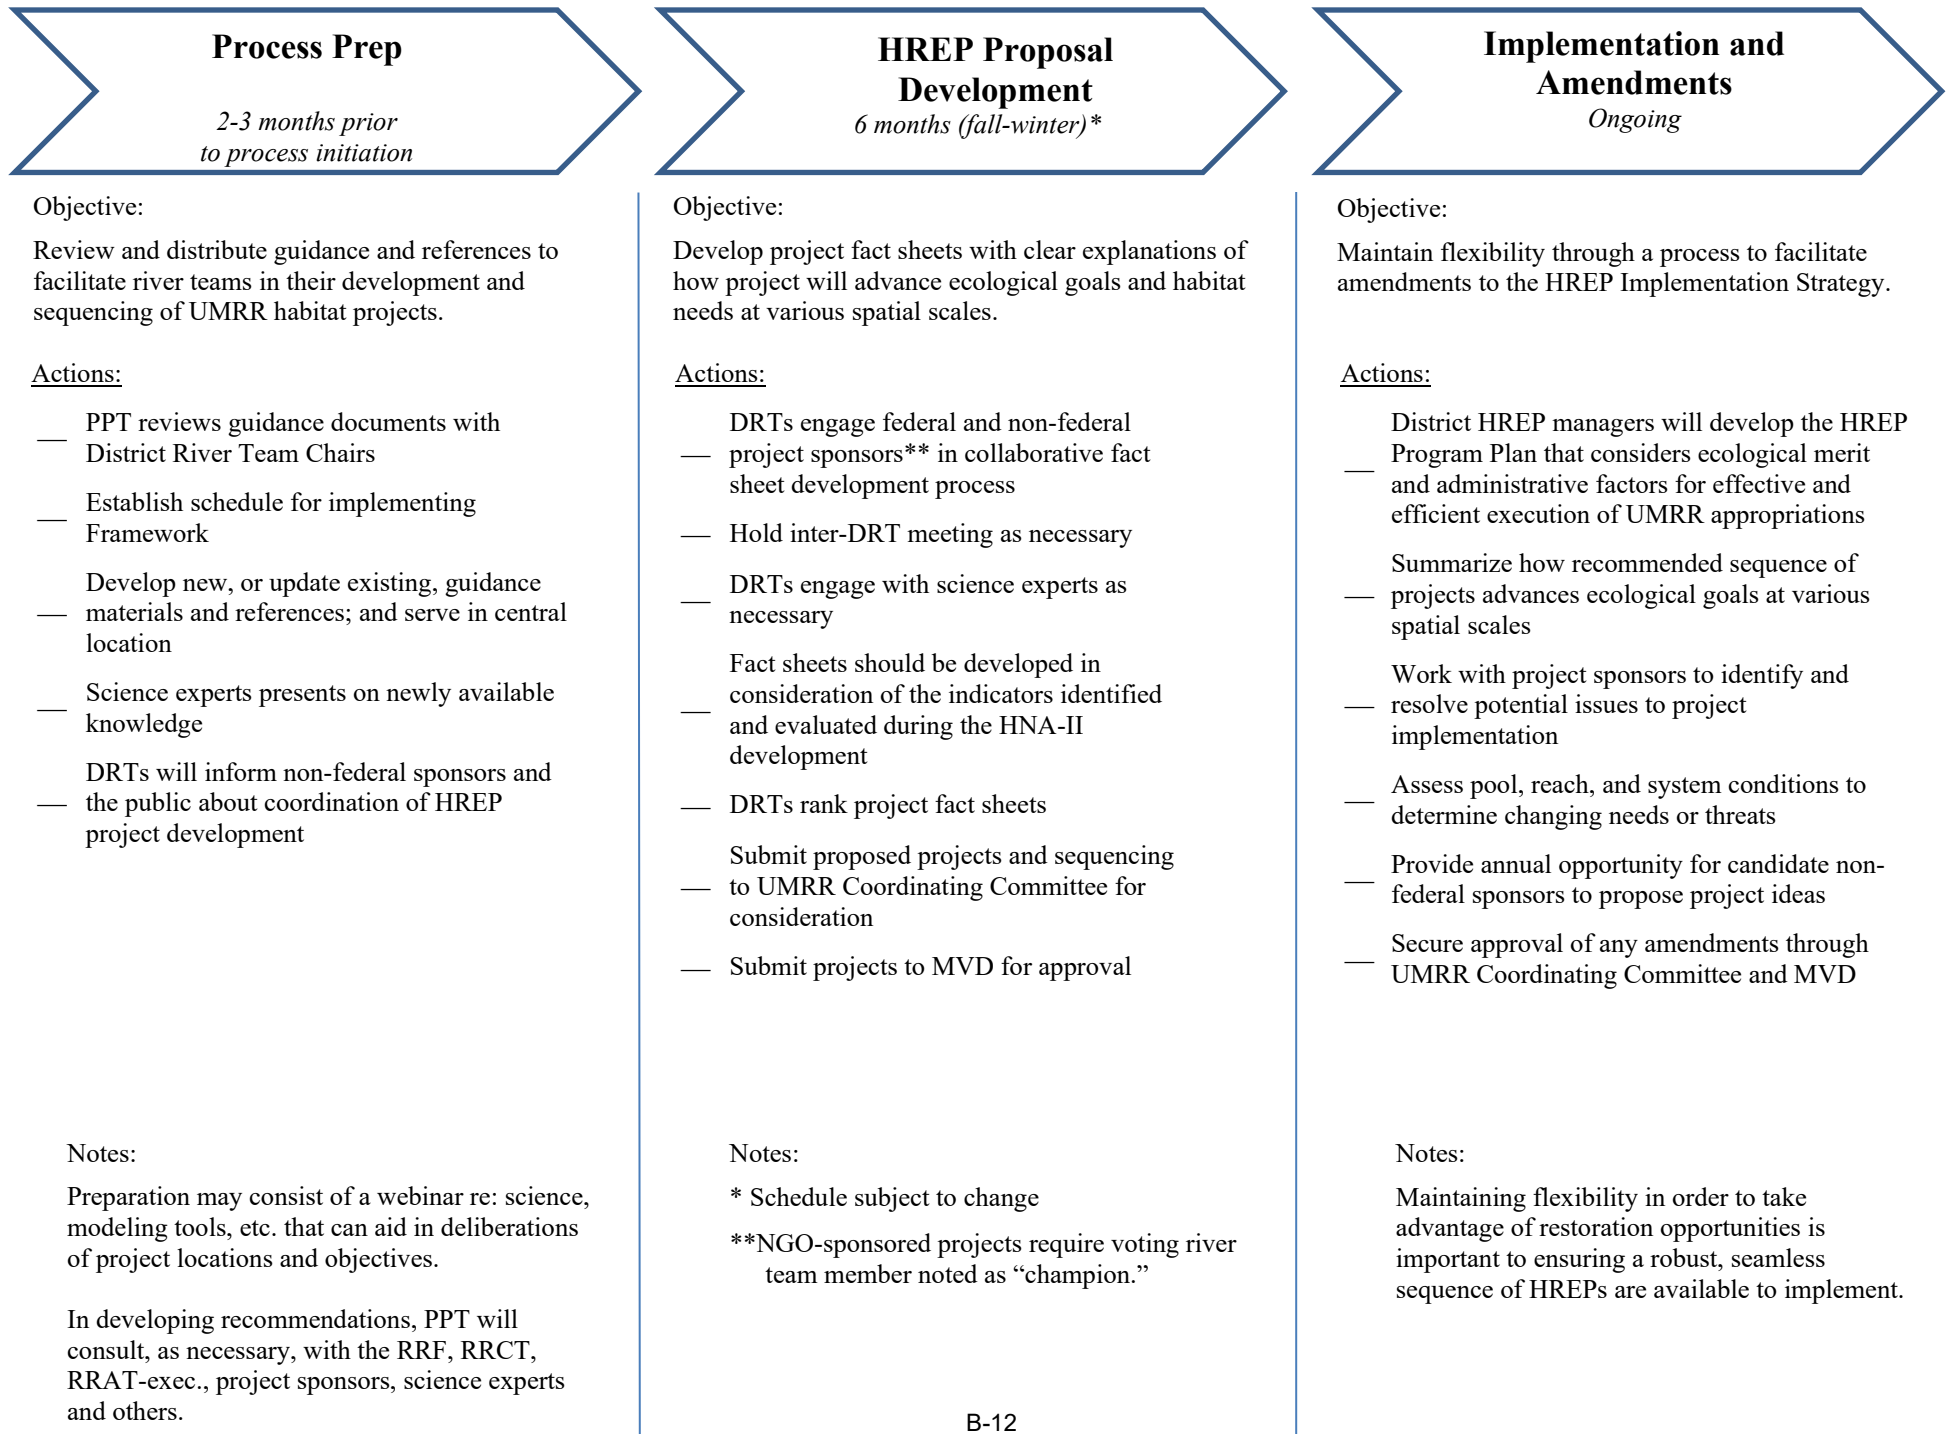 Process Prep
2-3 months prior
to process initiation
Objective:
Review and distribute guidance and references to
facilitate river teams in their development and
sequencing of UMRR habitat projects.
Actions:
__ PPT reviews guidance documents with
District River Team Chairs
__ Establish schedule for implementing
Framework
Develop new, or update existing, guidance
__ materials and references; and serve in central
location
__ Science experts presents on newly available
knowledge
DRTs will inform non-federal sponsors and
__ the public about coordination of HREP
project development
Notes:
Preparation may consist of a webinar re: science,
modeling tools, etc. that can aid in deliberations
of project locations and objectives.
In developing recommendations, PPT will
consult, as necessary, with the RRF, RRCT,
RRAT-exec., project sponsors, science experts
and others.
HREP Proposal
Development
6 months (fall-winter)*
Objective:
Develop project fact sheets with clear explanations of
how project will advance ecological goals and habitat
needs at various spatial scales.
Actions:
DRTs engage federal and non-federal
__ project sponsors** in collaborative fact
sheet development process
__ Hold inter-DRT meeting as necessary
__ DRTs engage with science experts as
necessary
Fact sheets should be developed in
consideration of the indicators identified
__ and evaluated during the HNA-II
development
__ DRTs rank project fact sheets
Submit proposed projects and sequencing
__ to UMRR Coordinating Committee for
consideration
__ Submit projects to MVD for approval
Notes:
* Schedule subject to change
**NGO-sponsored projects require voting river
team member noted as “champion.”
Implementation and
Amendments
Ongoing
Objective:
Maintain flexibility through a process to facilitate
amendments to the HREP Implementation Strategy.
Actions:
District HREP managers will develop the HREP
__ Program Plan that considers ecological merit
and administrative factors for effective and
efficient execution of UMRR appropriations
Summarize how recommended sequence of
__ projects advances ecological goals at various
spatial scales
Work with project sponsors to identify and
__ resolve potential issues to project
implementation
__ Assess pool, reach, and system conditions to
determine changing needs or threats
__ Provide annual opportunity for candidate non-
federal sponsors to propose project ideas
__ Secure approval of any amendments through
UMRR Coordinating Committee and MVD
Notes:
Maintaining flexibility in order to take
advantage of restoration opportunities is
important to ensuring a robust, seamless
sequence of HREPs are available to implement.
B-12